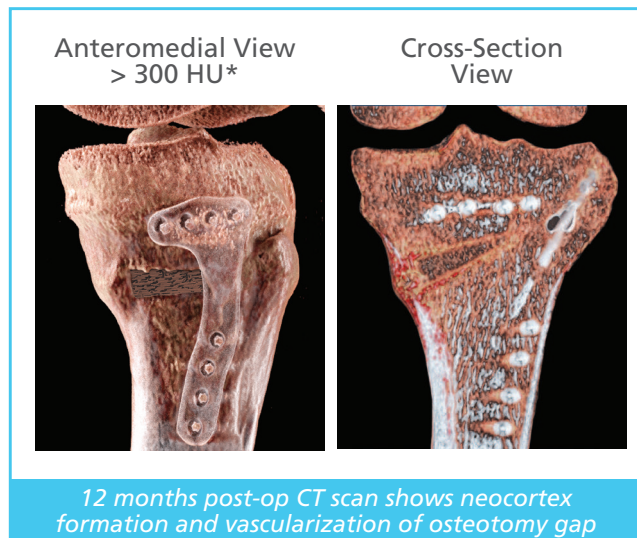 Anteromedial View
> 300 HU*
Cross-Section
View
12 months post-op CT scan shows neocortex
formation and vascularization of osteotomy gap